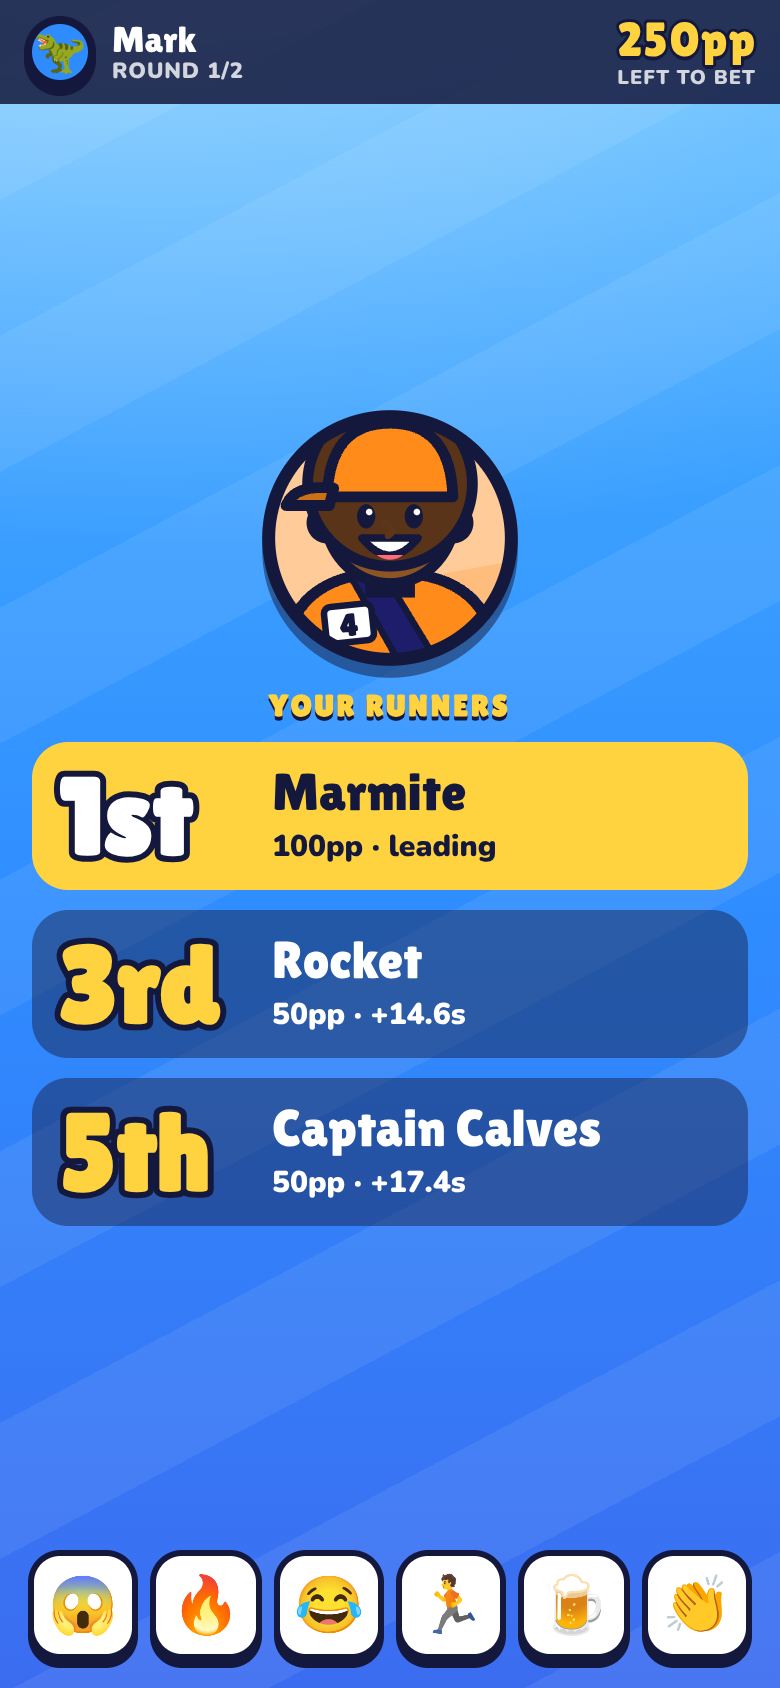 Mark
ROUND 1/2
250pp
LEFT TO BET
4
YOUR RUNNERS
1st
Marmite
100pp · leading
3rd
Rocket
50pp · +14.6s
5th
Captain Calves
50pp · +17.4s